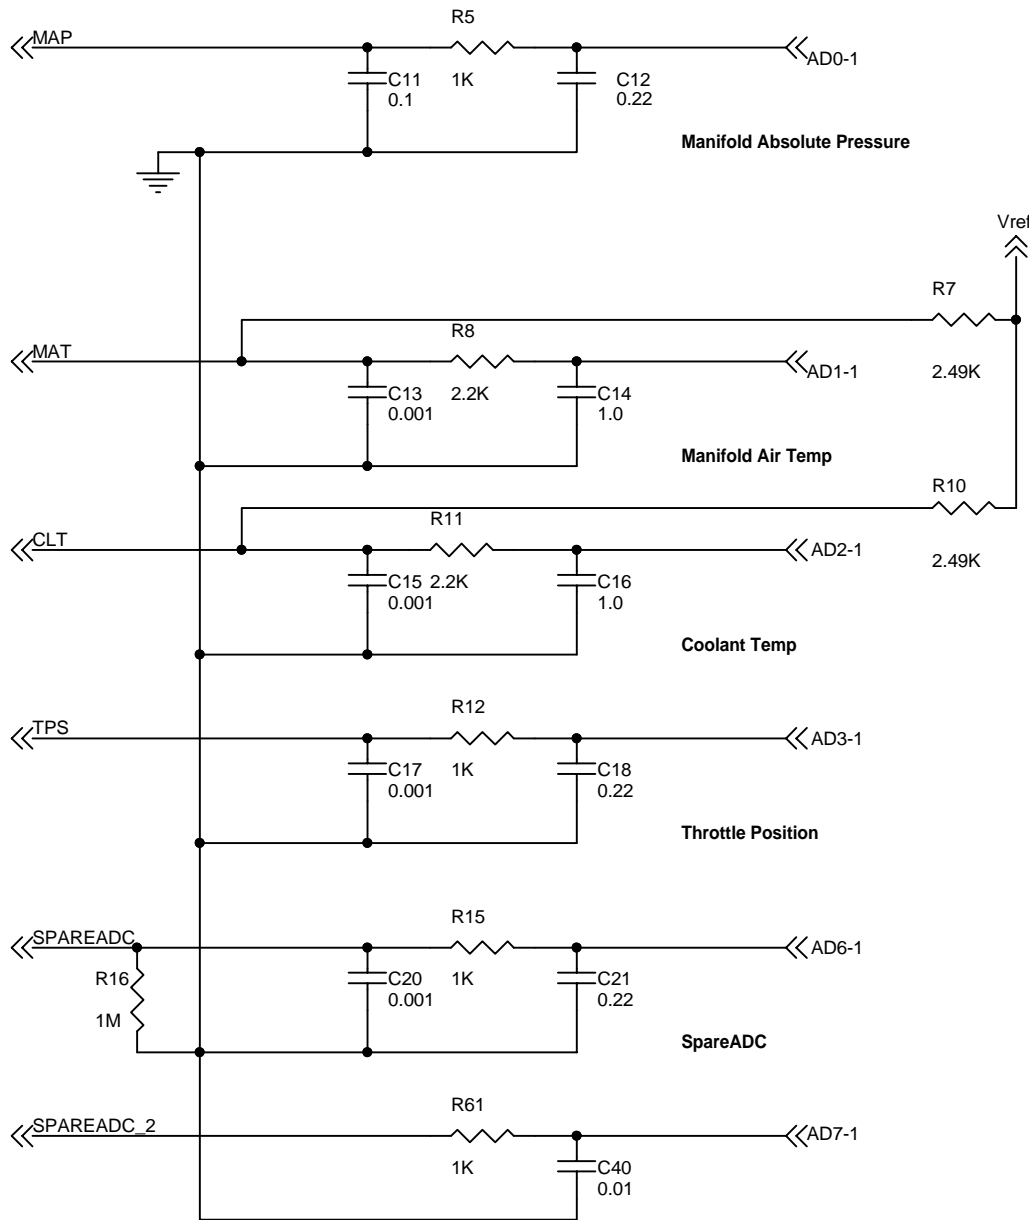 R5
MAP
AD0-1
C11
0.1
1K
C12
0.22
Manifold Absolute Pressure
Vref
R7
R8
MAT
AD1-1
2.49K
C13
0.001
2.2K
C14
1.0
Manifold Air Temp
R10
R11
CLT
AD2-1
2.49K
C15
0.001
2.2K
C16
1.0
Coolant Temp
R12
TPS
AD3-1
C17
0.001
1K
C18
0.22
Throttle Position
R15
SPAREADC
AD6-1
R16
1M
C20
0.001
1K
C21
0.22
SpareADC
R61
SPAREADC_2
AD7-1
1K
C40
0.01